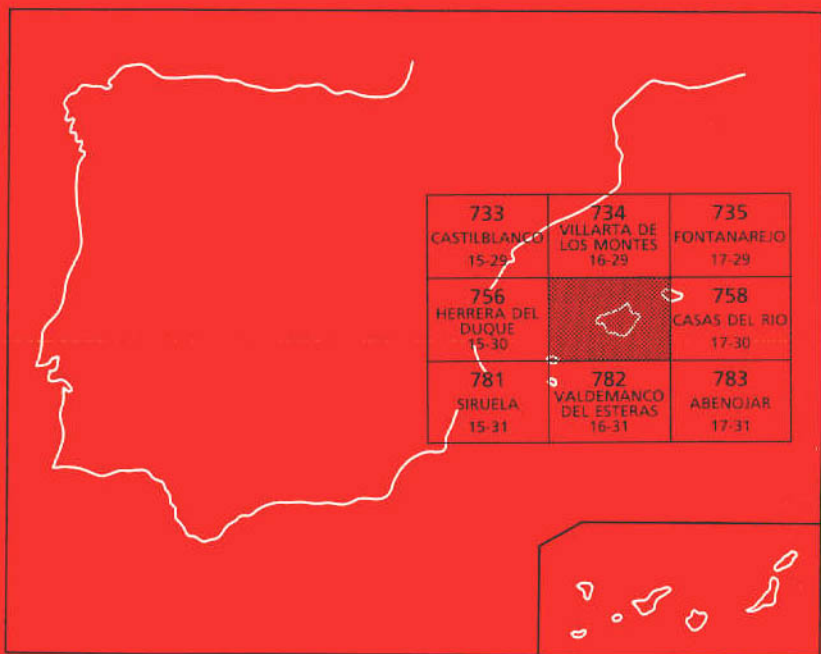 733
CASTILBLANCO
15-29
734
VILLARTA DE
LOS MONTES
16-29
735
FONTANAREJO
17-29
756
HERRERA DEL
DUQUE
15-30
758
CASAS DEL RIO
17-30
781
SIRUELA
15-31
782
VALDEMANCO
DEL ESTERAS
16-31
783
ABENOJAR
17-31